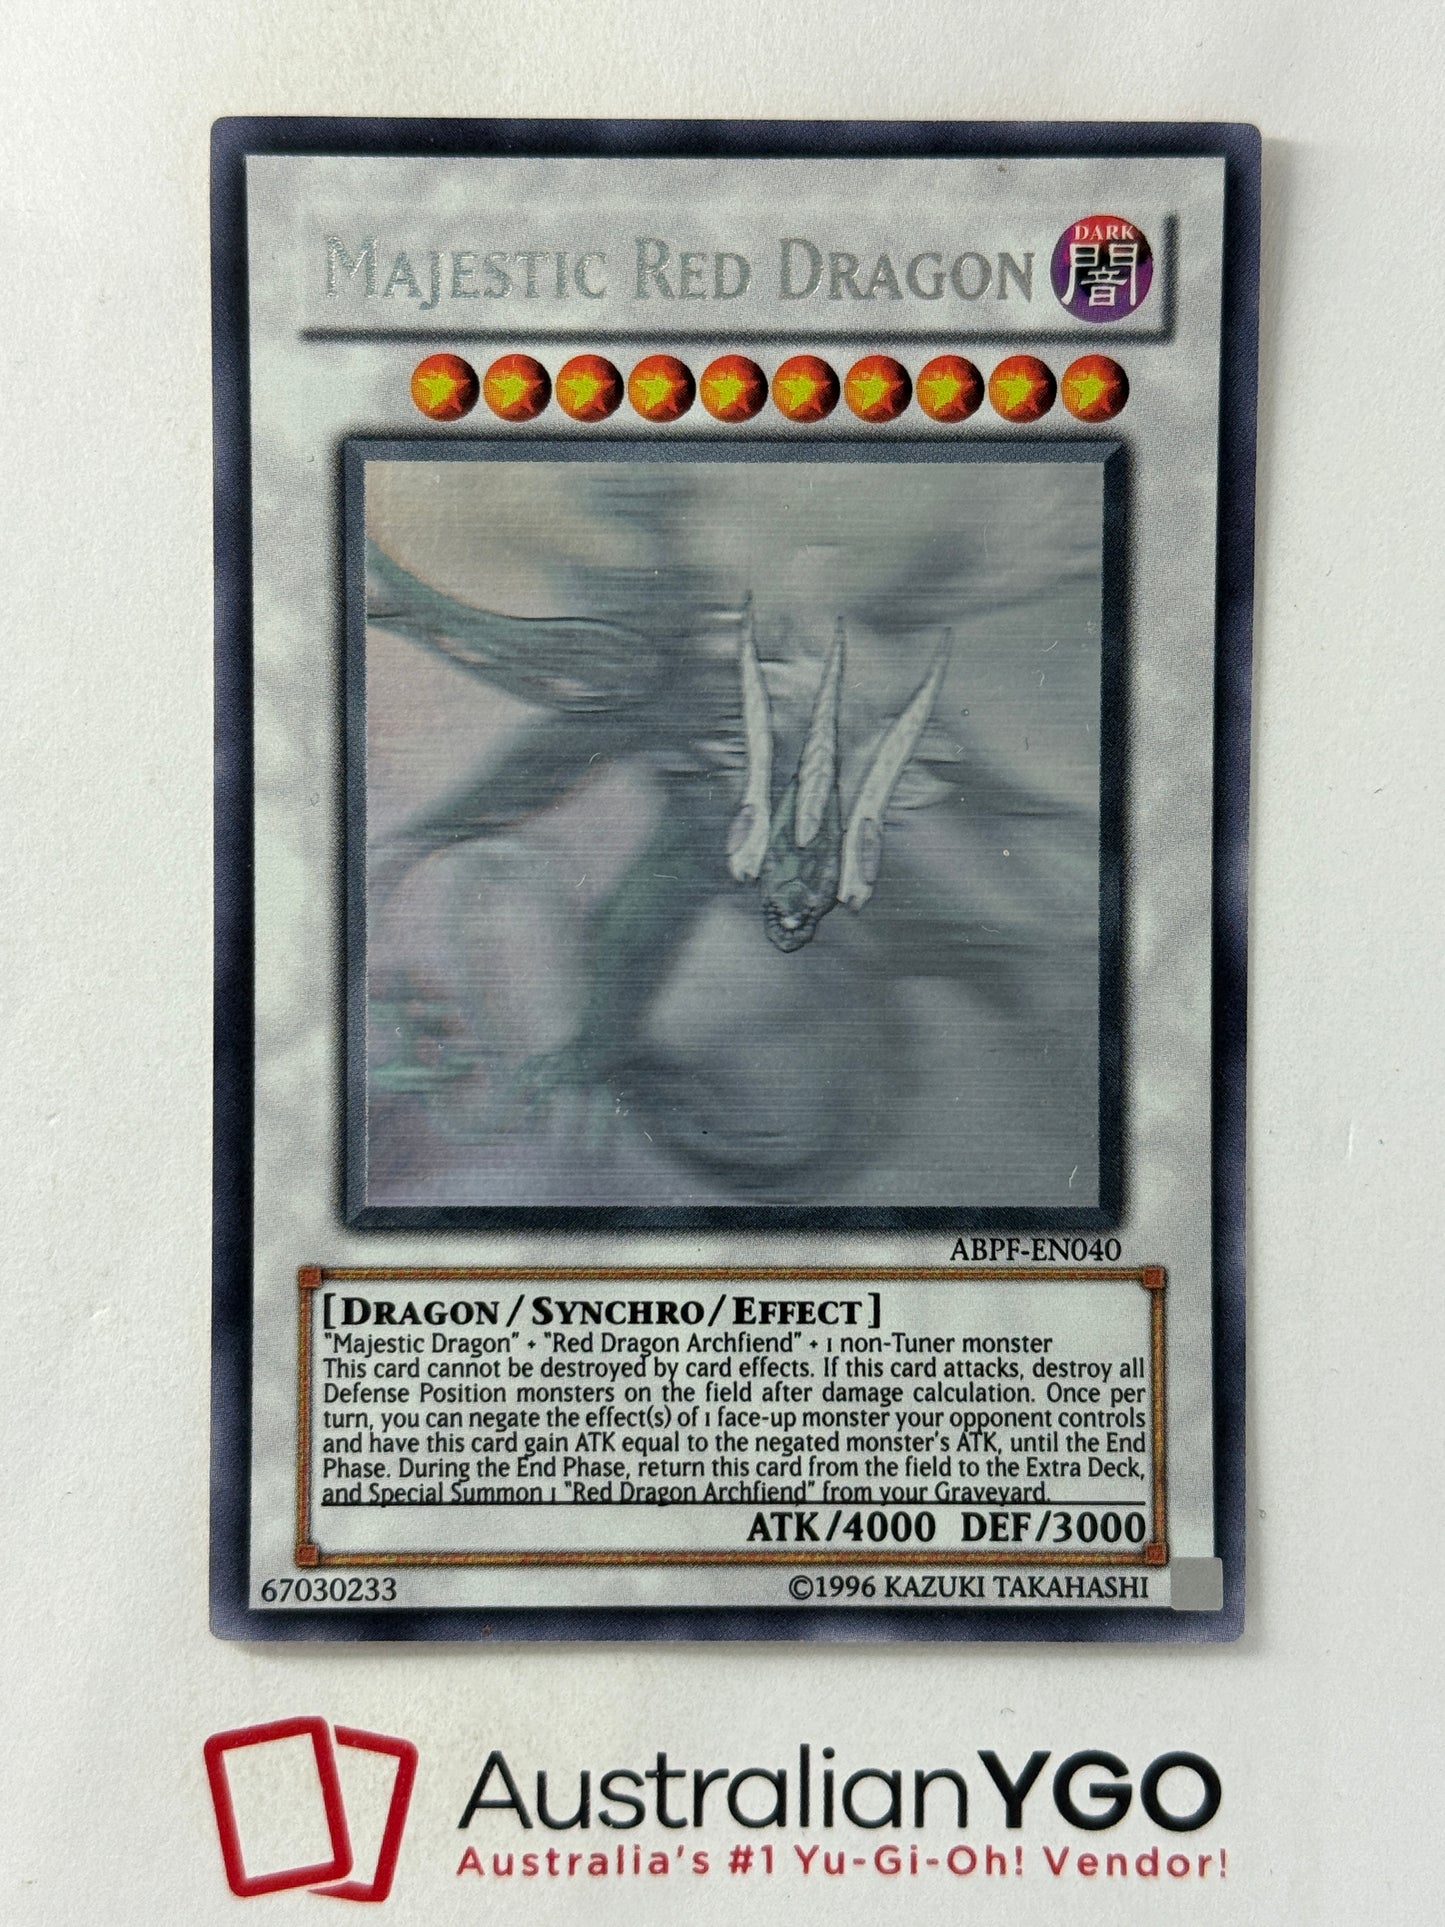 MAJESTIC RED DRAGON
DARK
闇
ABPF-EN040
[DRAGON/SYNCHRO/EFFECT]
"Majestic Dragon" + "Red Dragon Archfiend" + 1 non-Tuner monster
This card cannot be destroyed by card effects. If this card attacks, destroy all
Defense Position monsters on the field after damage calculation. Once per
turn, you can negate the effect(s) of 1 face-up monster your opponent controls
and have this card gain ATK equal to the negated monster's ATK, until the End
Phase. During the End Phase, return this card from the field to the Extra Deck,
and Special Summon 1 "Red Dragon Archfiend" from your Graveyard.
ATK/4000 DEF/3000
67030233
©1996 KAZUKI TAKAHASHI
AustralianYGO
Australia's #1 Yu-Gi-Oh! Vendor!